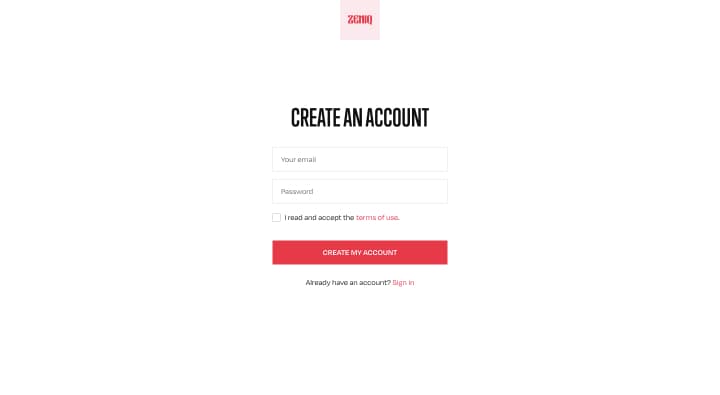 ZENIQ
CREATE AN ACCOUNT
Your email
Password
I read and accept the terms of use.
CREATE MY ACCOUNT
Already have an account? Sign in